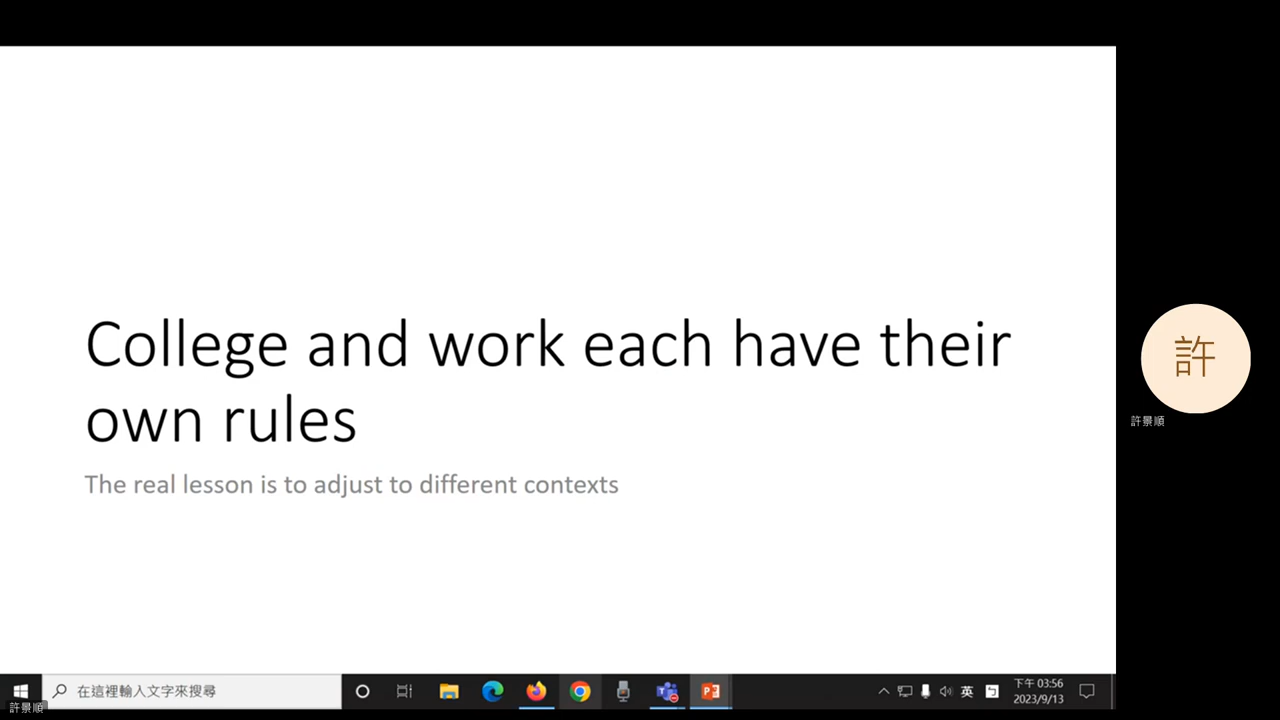 College and work each have their
own rules
The real lesson is to adjust to different contexts
許
許景順
在這裡輸入文字來搜尋
英
下午 03:56
2023/9/13
許景順